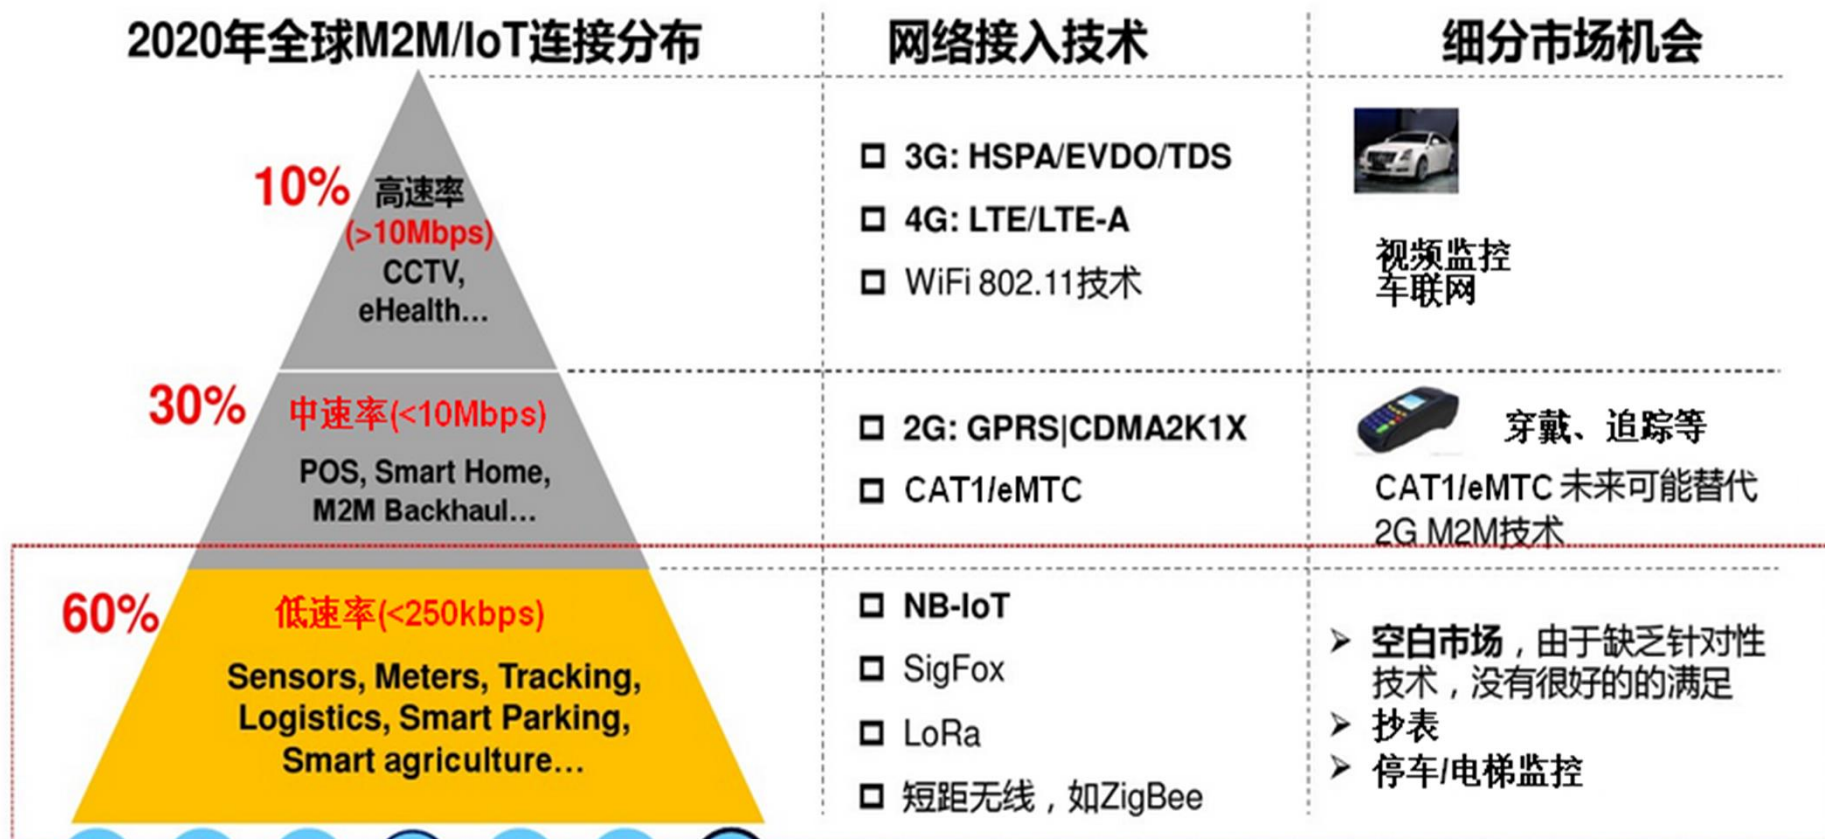 2020年全球M2M/IoT连接分布
网络接入技术
细分市场机会
10%
高速率
(>10Mbps)
CCTV,
eHealth...
3G: HSPA/EVDO/TDS
4G: LTE/LTE-A
WiFi 802.11技术
视频监控
车联网
30%
中速率(<10Mbps)
POS, Smart Home,
M2M Backhaul...
2G: GPRS|CDMA2K1X
CAT1/eMTC
穿戴、追踪等
CAT1/eMTC 未来可能替代
2G M2M技术
60%
低速率(<250kbps)
Sensors, Meters, Tracking,
Logistics, Smart Parking,
Smart agriculture...
NB-IoT
SigFox
LoRa
短距无线，如ZigBee
空白市场，由于缺乏针对性
技术，没有很好的的满足
抄表
停车/电梯监控